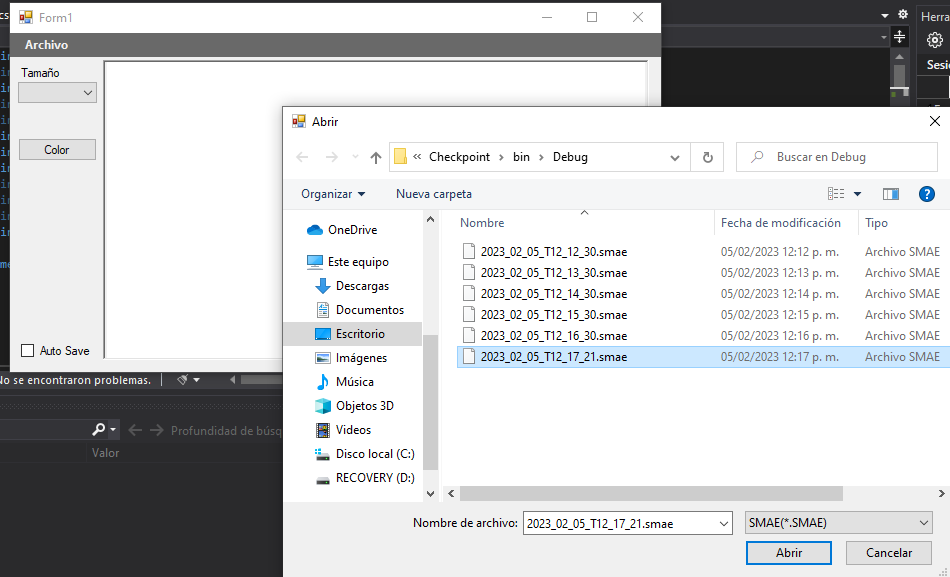 Form1
Archivo
Tamaño
Color
Auto Save
Herra
Sesi
No se encontraron problemas.
Profundidad de búsq
Valor
Abrir
« Checkpoint › bin › Debug
Buscar en Debug
Organizar
Nueva carpeta
?
OneDrive
Este equipo
Descargas
Documentos
Escritorio
Imágenes
Música
Objetos 3D
Videos
Disco local (C:)
RECOVERY (D:)
Nombre Fecha de modificación Tipo
2023_02_05_T12_12_30.smae 05/02/2023 12:12 p. m. Archivo SMAE
2023_02_05_T12_13_30.smae 05/02/2023 12:13 p. m. Archivo SMAE
2023_02_05_T12_14_30.smae 05/02/2023 12:14 p. m. Archivo SMAE
2023_02_05_T12_15_30.smae 05/02/2023 12:15 p. m. Archivo SMAE
2023_02_05_T12_16_30.smae 05/02/2023 12:16 p. m. Archivo SMAE
2023_02_05_T12_17_21.smae 05/02/2023 12:17 p. m. Archivo SMAE
Nombre de archivo: 2023_02_05_T12_17_21.smae SMAE(*.SMAE)
Abrir Cancelar